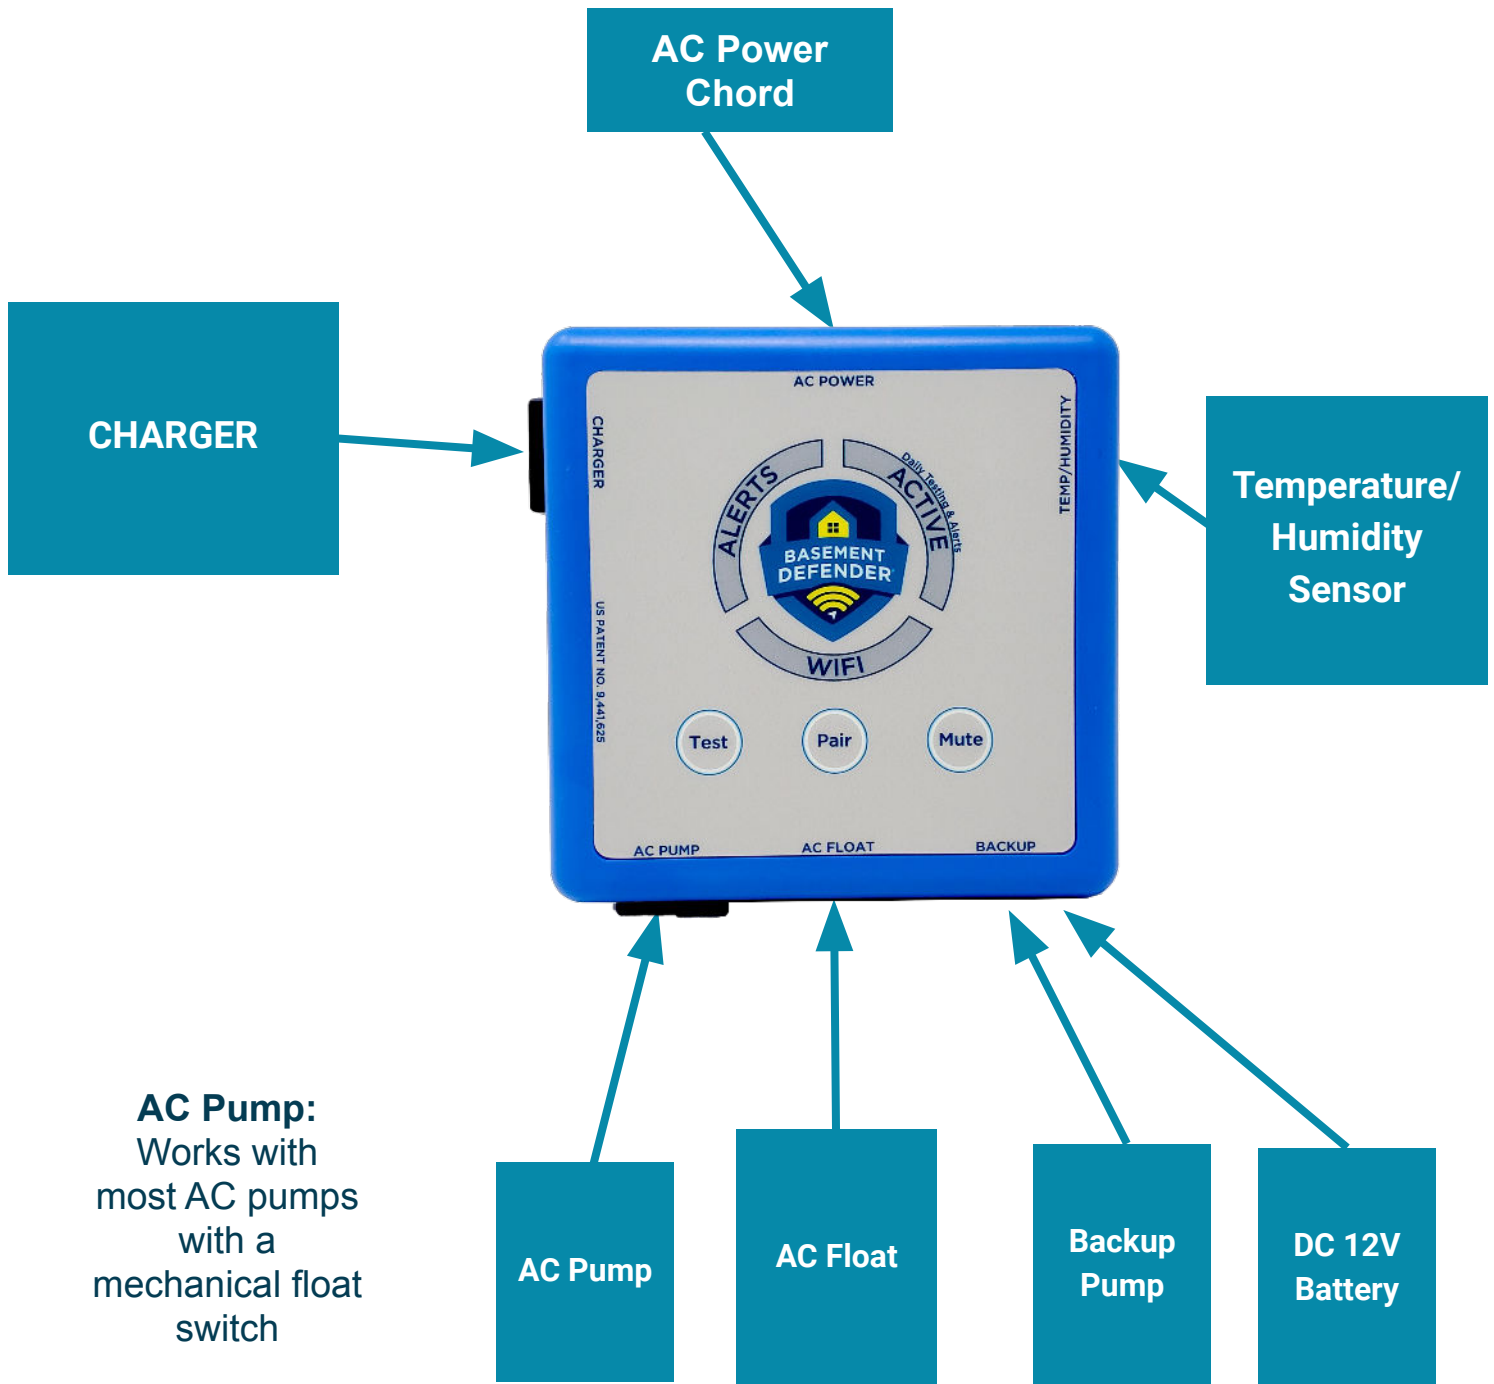 AC Power
Chord
CHARGER
Temperature/
Humidity
Sensor
AC POWER
CHARGER
TEMP/HUMIDITY
ALERTS
ACTIVE
Daily Testing & Alerts
BASEMENT
DEFENDER
WIFI
US PATENT NO. 9,441,625
Test
Pair
Mute
AC PUMP
AC FLOAT
BACKUP
AC Pump:
Works with
most AC pumps
with a
mechanical float
switch
AC Pump
AC Float
Backup
Pump
DC 12V
Battery